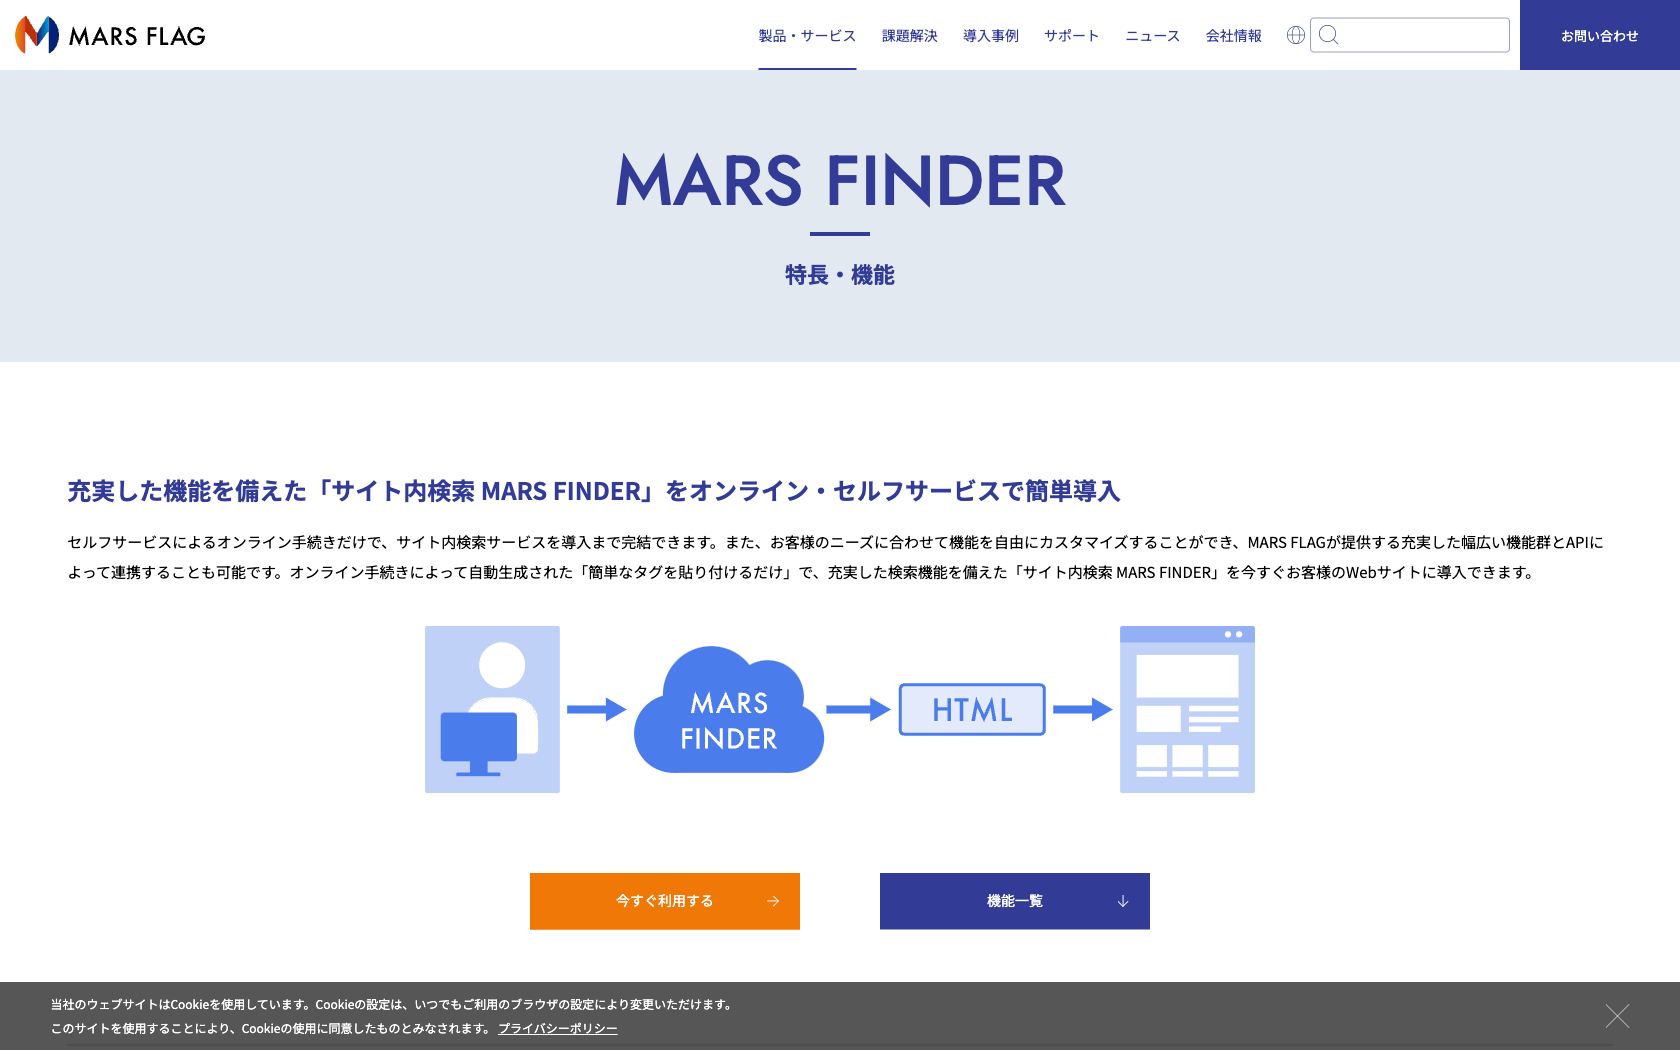 MARS FLAG
製品・サービス
課題解決
導入事例
サポート
ニュース
会社情報
お問い合わせ
MARS FINDER
特長・機能
充実した機能を備えた「サイト内検索 MARS FINDER」をオンライン・セルフサービスで簡単導入
セルフサービスによるオンライン手続きだけで、サイト内検索サービスを導入まで完結できます。また、お客様のニーズに合わせて機能を自由にカスタマイズすることができ、MARS FLAGが提供する充実した幅広い機能群とAPIに
よって連携することも可能です。オンライン手続きによって自動生成された「簡単なタグを貼り付けるだけ」で、充実した検索機能を備えた「サイト内検索 MARS FINDER」を今すぐお客様のWebサイトに導入できます。
MARS
FINDER
HTML
今すぐ利用する
機能一覧
当社のウェブサイトはCookieを使用しています。Cookieの設定は、いつでもご利用のブラウザの設定により変更いただけます。
このサイトを使用することにより、Cookieの使用に同意したものとみなされます。 プライバシーポリシー